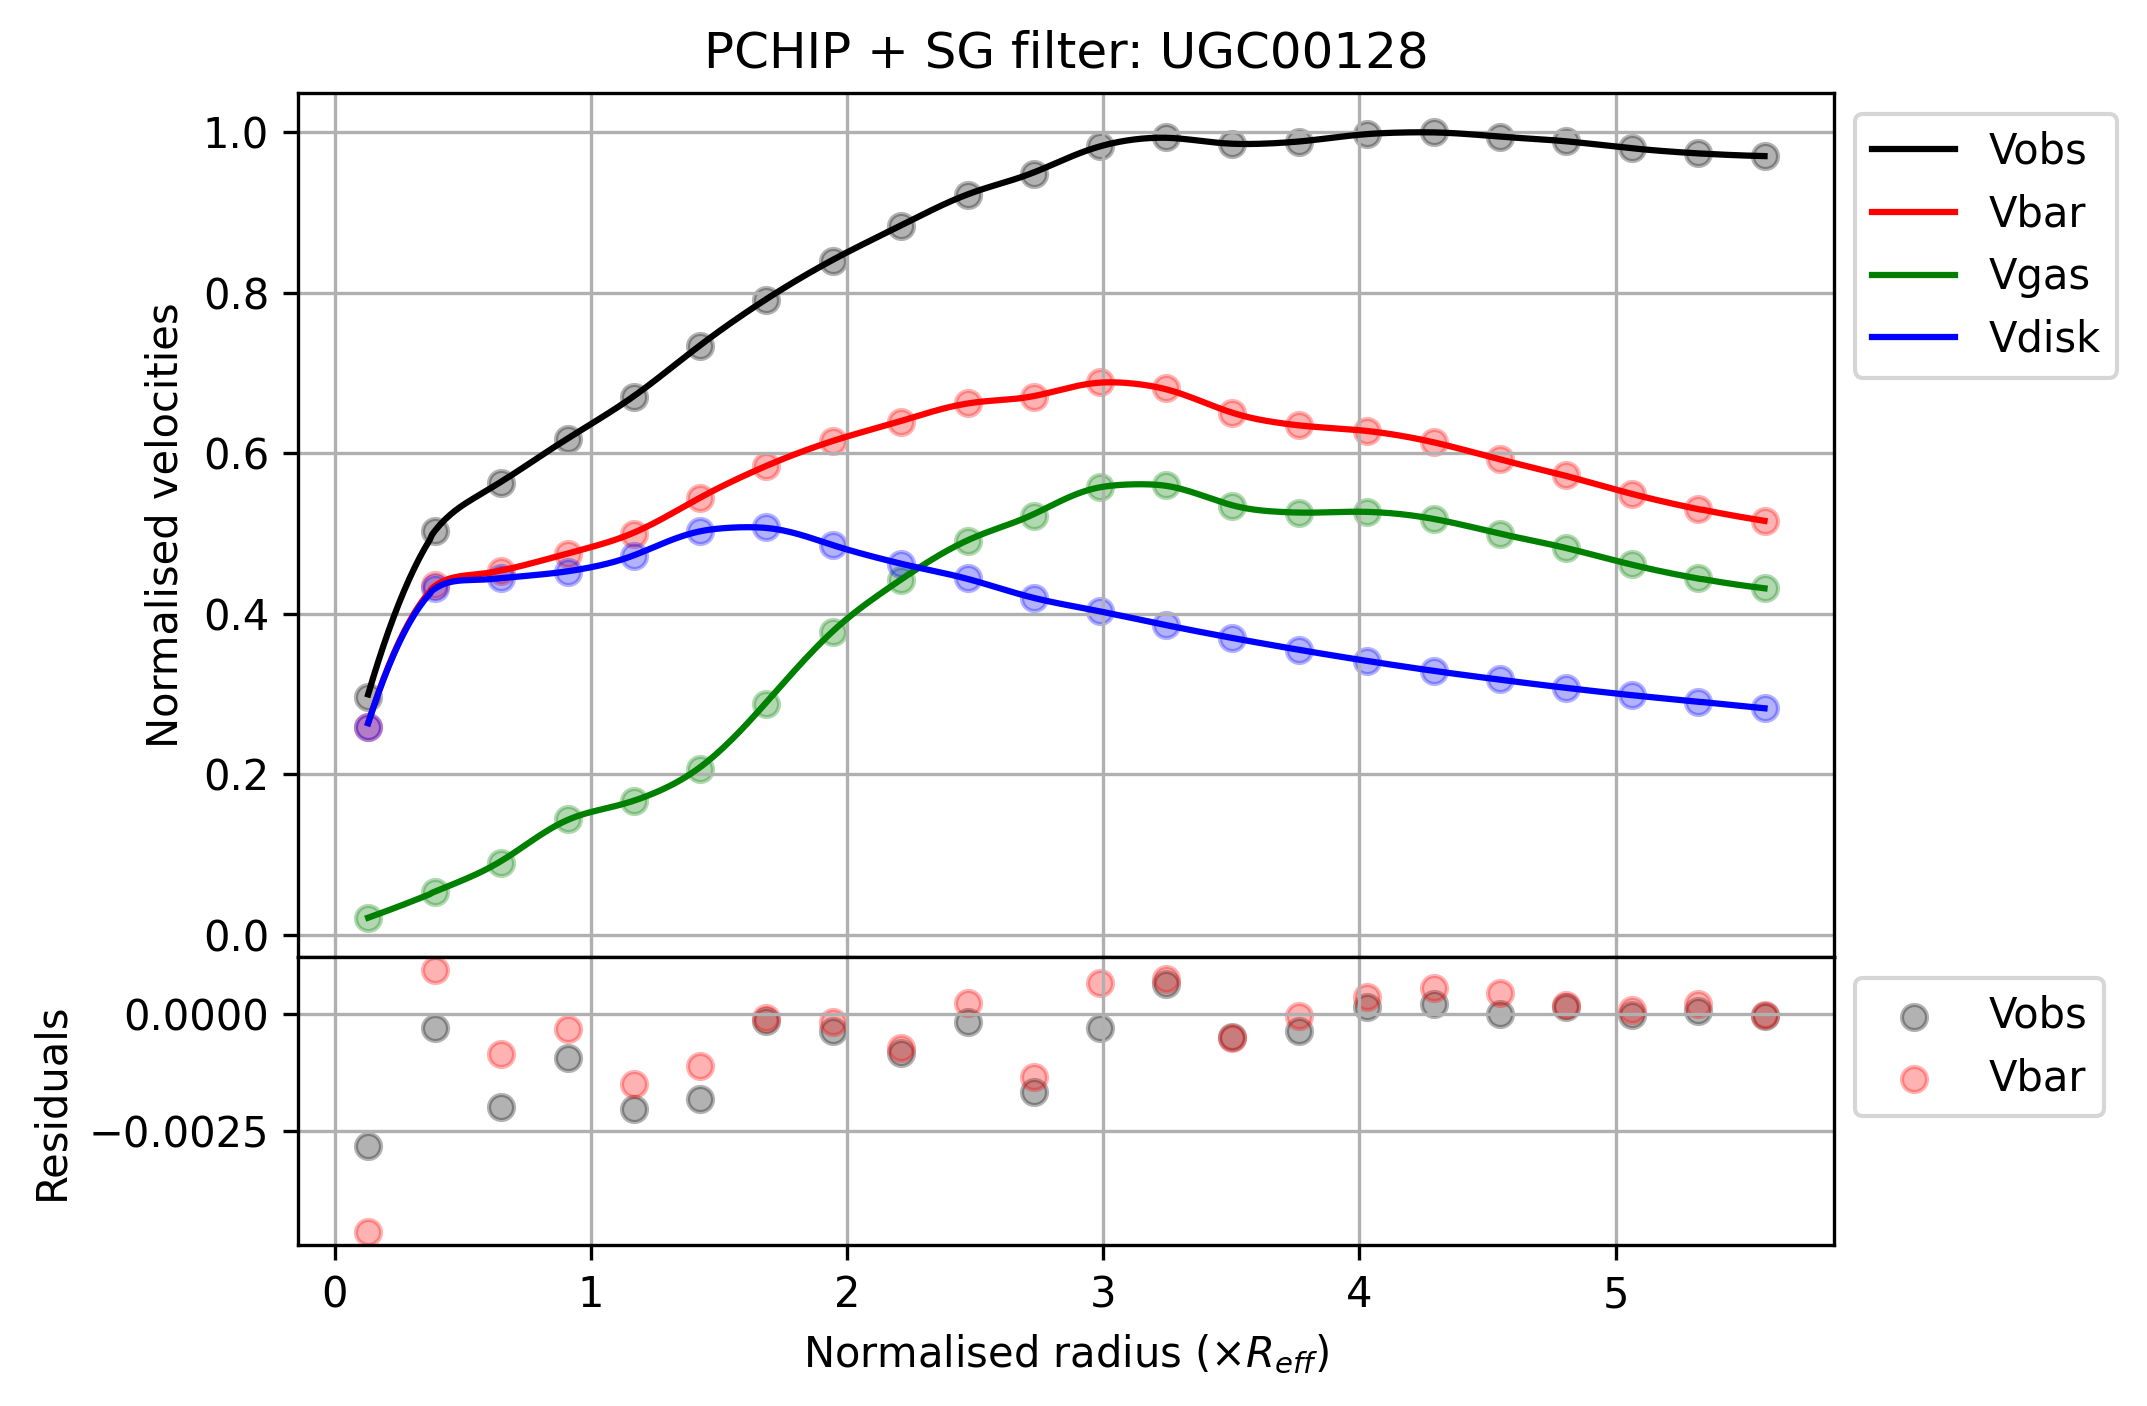 PCHIP + SG filter: UGC00128
Normalised velocities
1.0
0.8
0.6
0.4
0.2
0.0
Vobs
Vbar
Vgas
Vdisk
Residuals
0.0000
−0.0025
Vobs
Vbar
0 1 2 3 4 5
Normalised radius (×R_eff)